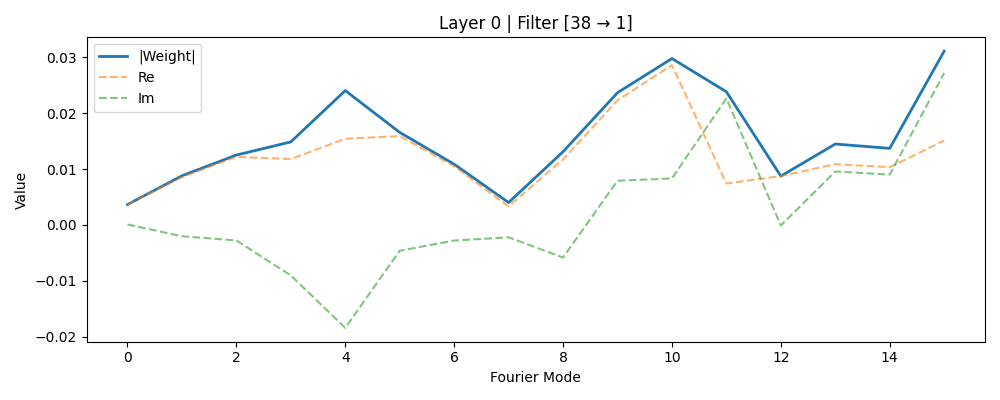 Layer 0 | Filter [38 → 1]
|Weight|
Re
Im
Value
0.03
0.02
0.01
0.00
−0.01
−0.02
0 2 4 6 8 10 12 14
Fourier Mode